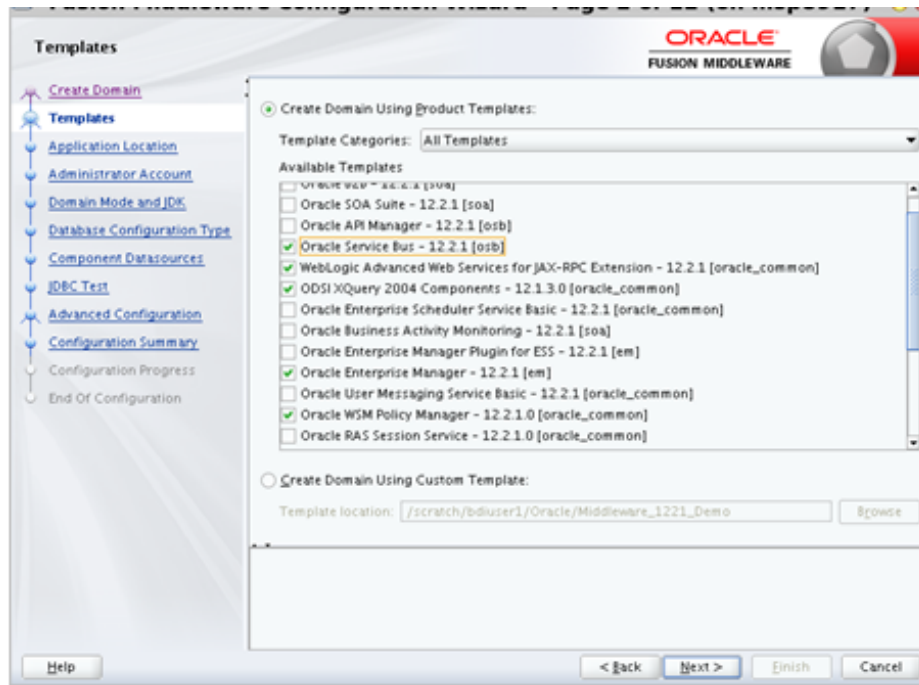 Templates
ORACLE
FUSION MIDDLEWARE
Create Domain
Templates
Application Location
Administrator Account
Domain Mode and JDK
Database Configuration Type
Component Datasources
JDBC Test
Advanced Configuration
Configuration Summary
Configuration Progress
End Of Configuration
Create Domain Using Product Templates:
Template Categories: All Templates
Available Templates
Oracle B2B - 12.2.1 [soa]
Oracle SOA Suite - 12.2.1 [soa]
Oracle API Manager - 12.2.1 [osb]
Oracle Service Bus - 12.2.1 [osb]
WebLogic Advanced Web Services for JAX-RPC Extension - 12.2.1 [oracle_common]
ODSI XQuery 2004 Components - 12.1.3.0 [oracle_common]
Oracle Enterprise Scheduler Service Basic - 12.2.1 [oracle_common]
Oracle Business Activity Monitoring - 12.2.1 [soa]
Oracle Enterprise Manager Plugin for ESS - 12.2.1 [em]
Oracle Enterprise Manager - 12.2.1 [em]
Oracle User Messaging Service Basic - 12.2.1 [oracle_common]
Oracle WSM Policy Manager - 12.2.1.0 [oracle_common]
Oracle RAS Session Service - 12.2.1.0 [oracle_common]
Create Domain Using Custom Template:
Template location: /scratch/bdiuser1/Oracle/Middleware_1221_Demo
Browse
Help
< Back
Next >
Finish
Cancel